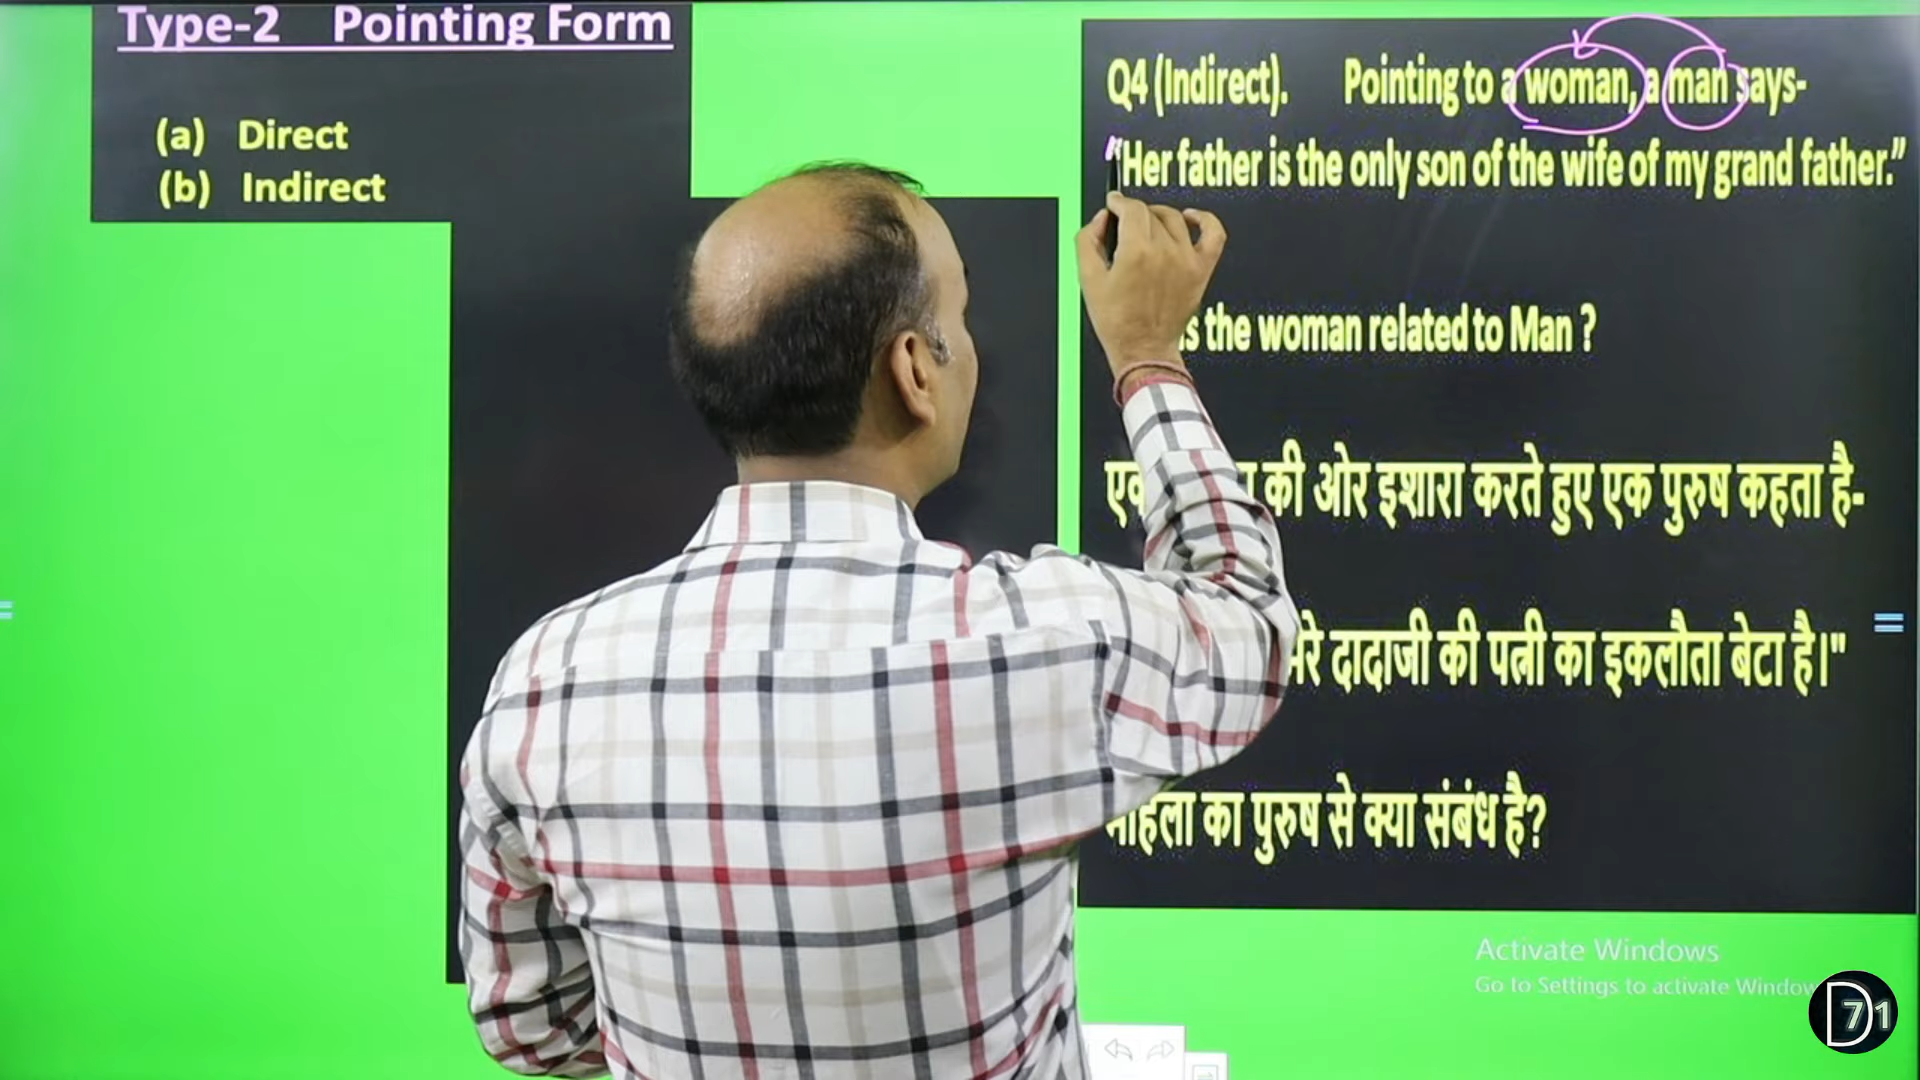 Type-2 Pointing Form
(a) Direct
(b) Indirect
Q4 (Indirect). Pointing to a woman, a man says-
"Her father is the only son of the wife of my grand father."
is the woman related to Man ?
की ओर इशारा करते हुए एक पुरुष कहता है-
दादाजी की पत्नी का इकलौता बेटा है।"
का पुरुष से क्या संबंध है?
Activate Windows
Go to Settings to activate
D71